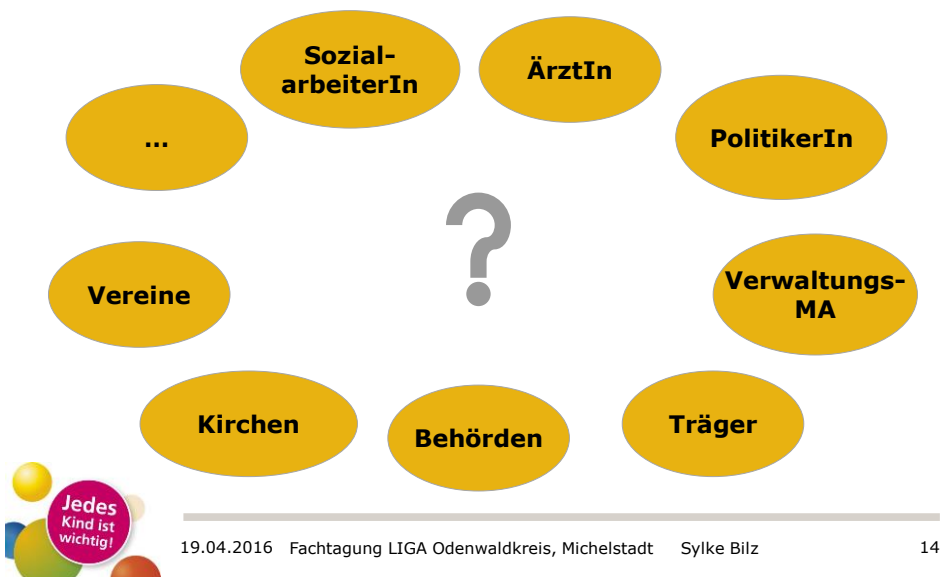 Sozial-
arbeiterIn
ÄrztIn
...
PolitikerIn
?
Vereine
Verwaltungs-
MA
Kirchen
Behörden
Träger
Jedes
Kind ist
wichtig!
19.04.2016 Fachtagung LIGA Odenwaldkreis, Michelstadt Sylke Bilz 14